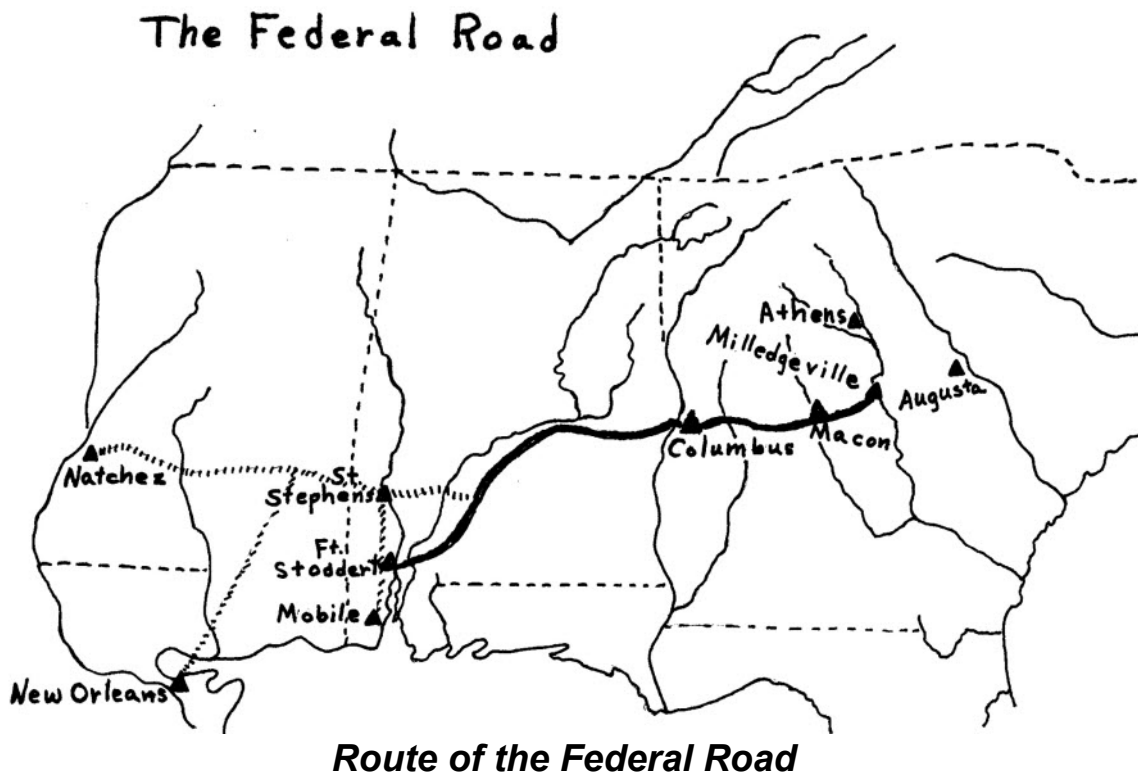 The Federal Road
Athens
Milledgeville
Augusta
Macon
Columbus
Natchez
St.
Stephens
Ft.
Stoddert
Mobile
New Orleans
Route of the Federal Road